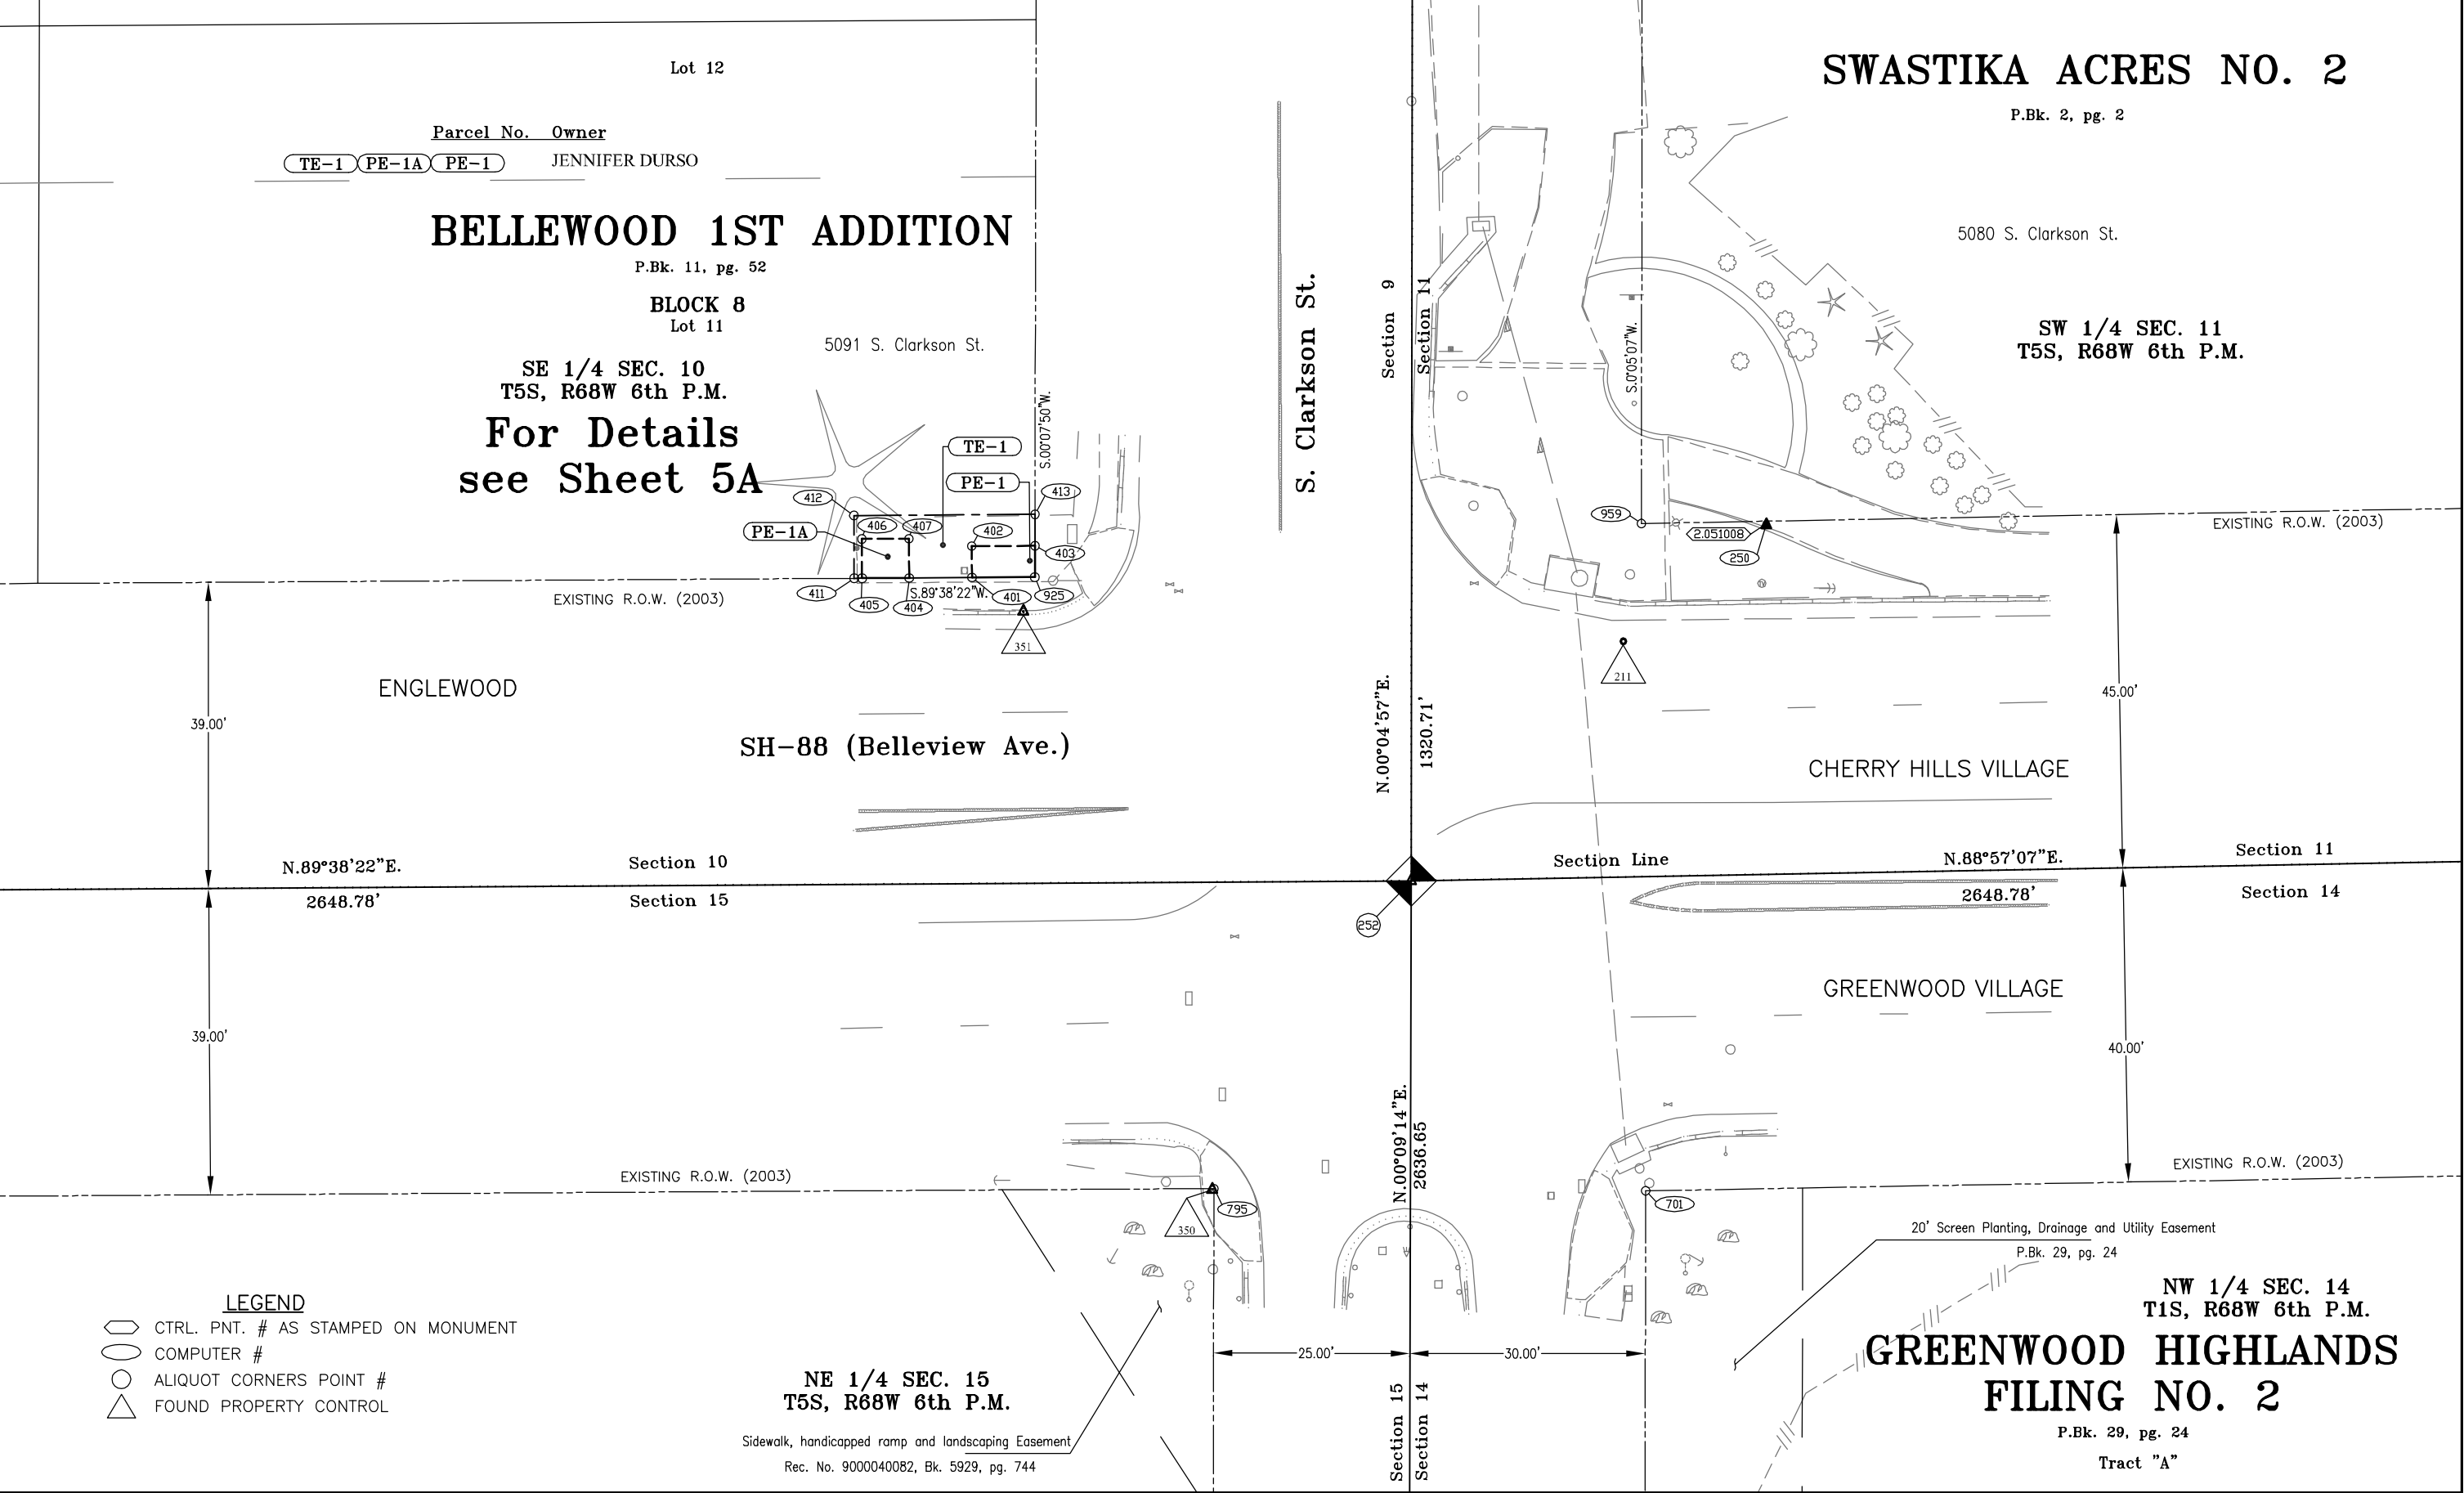 Lot 12
Parcel No. Owner
TE-1 PE-1A PE-1 JENNIFER DURSO
BELLEWOOD 1ST ADDITION
P.Bk. 11, pg. 52
BLOCK 8
Lot 11
5091 S. Clarkson St.
SE 1/4 SEC. 10
T5S, R68W 6th P.M.
For Details
see Sheet 5A
TE-1
PE-1
PE-1A
412
413
406
407
402
403
411
405
404
401
925
S.89°38'22"W.
S.00°07'50"W.
351
EXISTING R.O.W. (2003)
39.00'
ENGLEWOOD
SH-88 (Belleview Ave.)
N.89°38'22"E.
2648.78'
Section 10
Section 15
S. Clarkson St.
Section 9
Section 11
N.00°04'57"E.
1320.71'
SWASTIKA ACRES NO. 2
P.Bk. 2, pg. 2
5080 S. Clarkson St.
SW 1/4 SEC. 11
T5S, R68W 6th P.M.
S.0°05'07"W.
959
2.051008
250
EXISTING R.O.W. (2003)
211
45.00'
CHERRY HILLS VILLAGE
Section Line
N.88°57'07"E.
2648.78'
Section 11
Section 14
252
GREENWOOD VILLAGE
39.00'
40.00'
N.00°09'14"E.
2636.65
EXISTING R.O.W. (2003)
EXISTING R.O.W. (2003)
350
795
701
20' Screen Planting, Drainage and Utility Easement
P.Bk. 29, pg. 24
NW 1/4 SEC. 14
T1S, R68W 6th P.M.
GREENWOOD HIGHLANDS
FILING NO. 2
P.Bk. 29, pg. 24
Tract "A"
25.00'
30.00'
Section 15
Section 14
NE 1/4 SEC. 15
T5S, R68W 6th P.M.
Sidewalk, handicapped ramp and landscaping Easement
Rec. No. 9000040082, Bk. 5929, pg. 744
LEGEND
CTRL. PNT. # AS STAMPED ON MONUMENT
COMPUTER #
ALIQUOT CORNERS POINT #
FOUND PROPERTY CONTROL